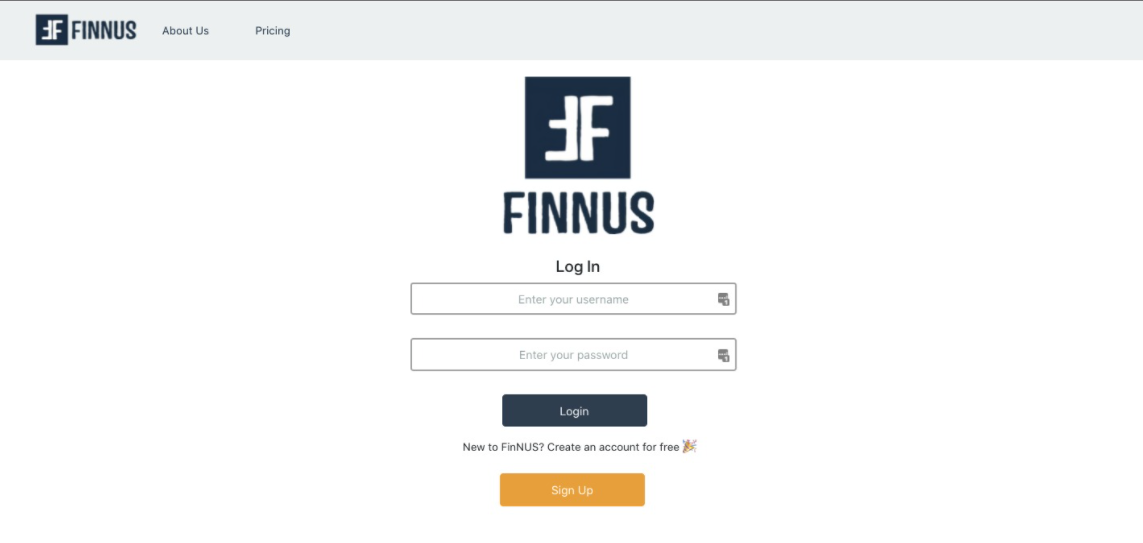 FINNUS About Us Pricing
FINNUS
Log In
Enter your username
Enter your password
Login
New to FinNUS? Create an account for free 🎉
Sign Up